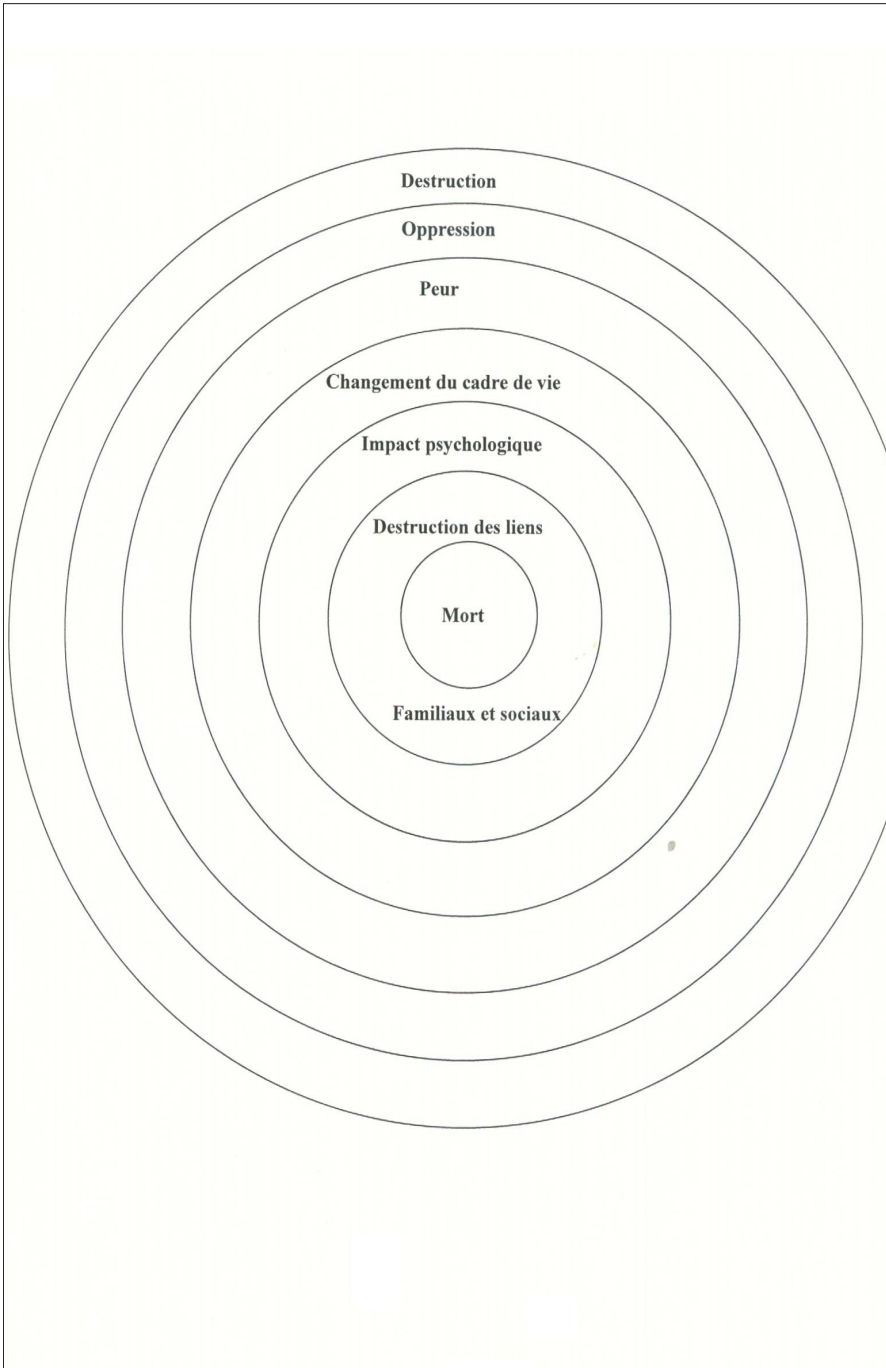 Destruction
Oppression
Peur
Changement du cadre de vie
Impact psychologique
Destruction des liens
Mort
Familiaux et sociaux